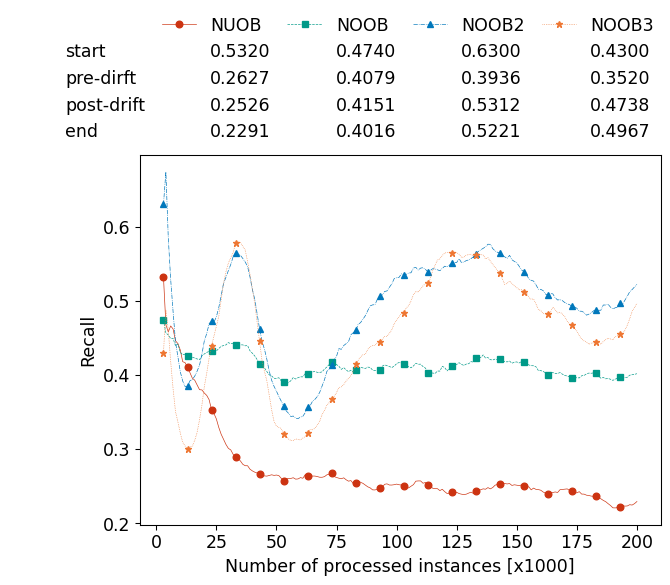 NUOB NOOB NOOB2 NOOB3
start 0.5320 0.4740 0.6300 0.4300
pre-dirft 0.2627 0.4079 0.3936 0.3520
post-drift 0.2526 0.4151 0.5312 0.4738
end 0.2291 0.4016 0.5221 0.4967
0.6
0.5
0.4
0.3
0.2
Recall
0 25 50 75 100 125 150 175 200
Number of processed instances [x1000]